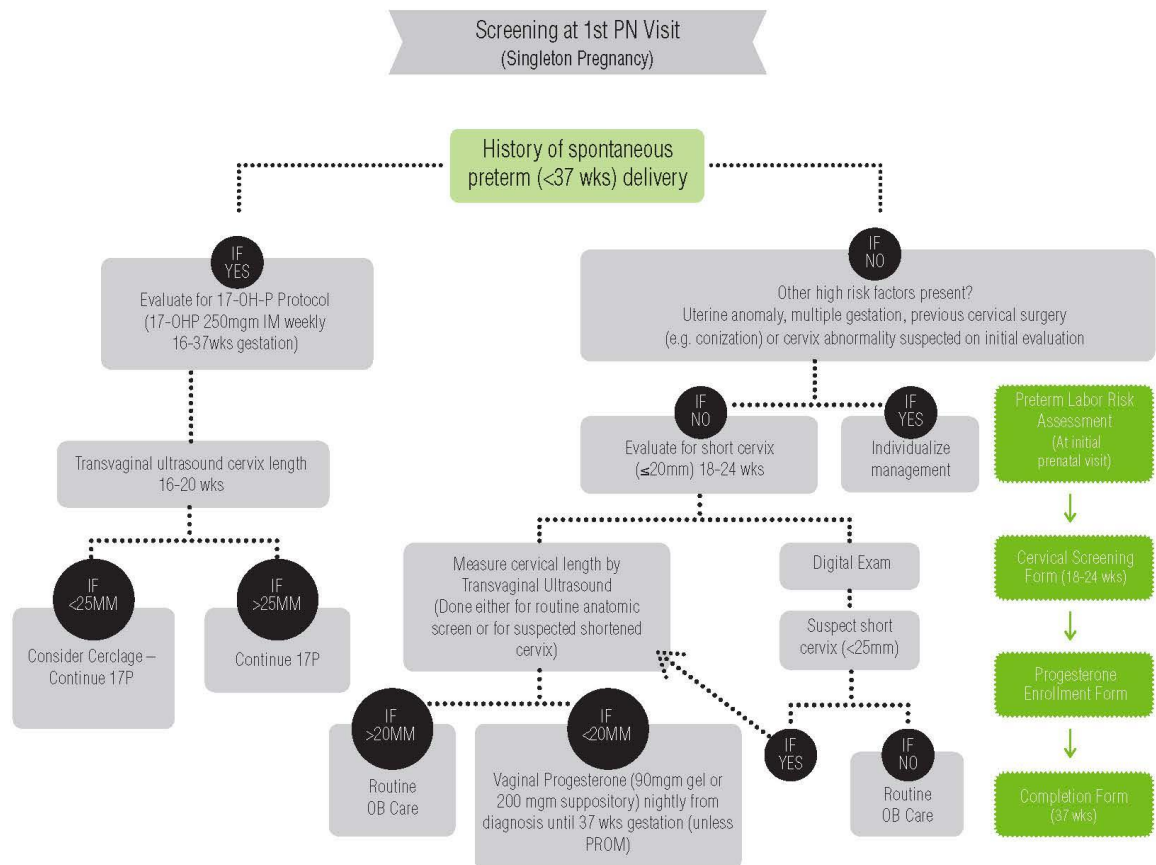 Screening at 1st PN Visit
(Singleton Pregnancy)
History of spontaneous
preterm (<37 wks) delivery
IF
YES
Evaluate for 17-OH-P Protocol
(17-OHP 250mgm IM weekly
16-37wks gestation)
Transvaginal ultrasound cervix length
16-20 wks
IF
<25MM
Consider Cerclage –
Continue 17P
IF
>25MM
Continue 17P
IF
NO
Other high risk factors present?
Uterine anomaly, multiple gestation, previous cervical surgery
(e.g. conization) or cervix abnormality suspected on initial evaluation
IF
NO
Evaluate for short cervix
(≤20mm) 18-24 wks
IF
YES
Individualize
management
Measure cervical length by
Transvaginal Ultrasound
(Done either for routine anatomic
screen or for suspected shortened
cervix)
IF
>20MM
Routine
OB Care
IF
<20MM
Vaginal Progesterone (90mgm gel or
200 mgm suppository) nightly from
diagnosis until 37 wks gestation (unless
PROM)
Digital Exam
Suspect short
cervix (<25mm)
IF
YES
IF
NO
Routine
OB Care
Preterm Labor Risk
Assessment
(At initial
prenatal visit)
Cervical Screening
Form (18-24 wks)
Progesterone
Enrollment Form
Completion Form
(37 wks)